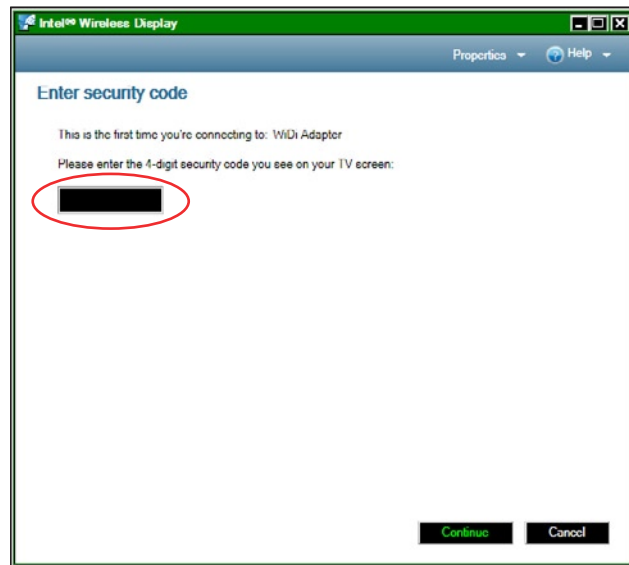 Intel® Wireless Display
Properties Help
Enter security code
This is the first time you're connecting to: WiDi Adapter
Please enter the 4-digit security code you see on your TV screen:
Continue Cancel